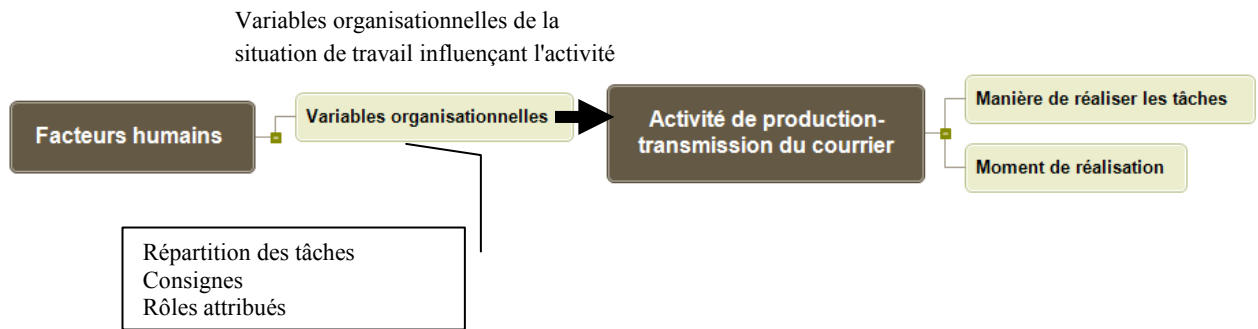 Variables organisationnelles de la
situation de travail influençant l'activité
Facteurs humains
Variables organisationnelles
Activité de production-
transmission du courrier
Manière de réaliser les tâches
Moment de réalisation
Répartition des tâches
Consignes
Rôles attribués